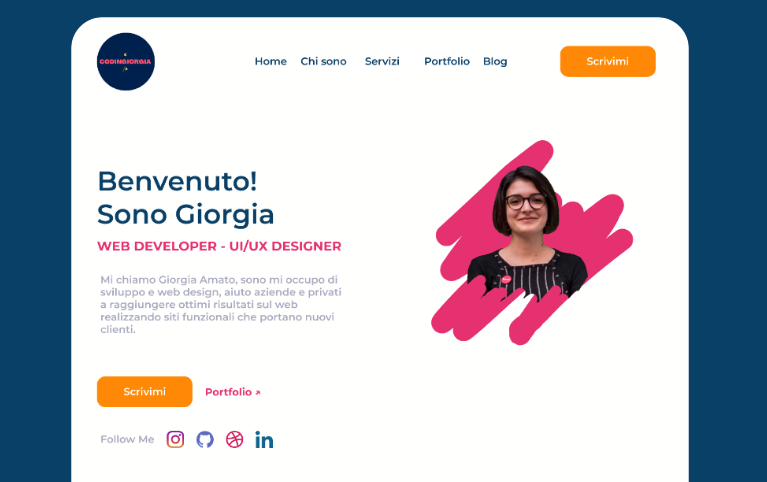 CODINGIORGIA
Home Chi sono Servizi Portfolio Blog Scrivimi
Benvenuto!
Sono Giorgia
WEB DEVELOPER - UI/UX DESIGNER
Mi chiamo Giorgia Amato, sono mi occupo di
sviluppo e web design, aiuto aziende e privati
a raggiungere ottimi risultati sul web
realizzando siti funzionali che portano nuovi
clienti.
Scrivimi Portfolio ↗
Follow Me